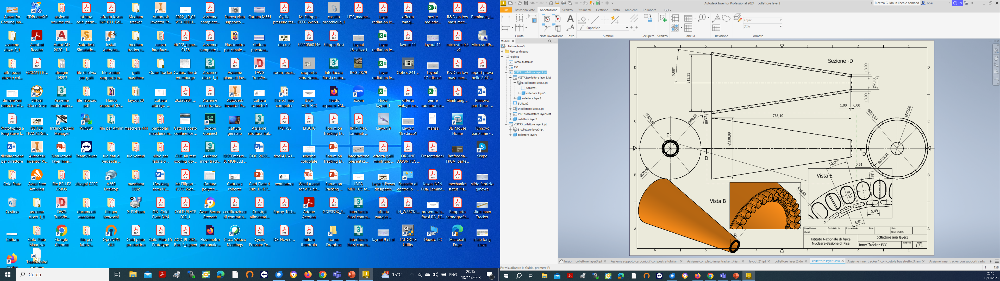 Cones for Cooling Inn...
CDBurnerXP
assieme volume col...
offerta cole-parm...
offerta loson INP-011-Col...
Medium tracker
Autodesk Inventor Pr...
2022_10_03 VTX REGU...
Assieme completo...
Nuova vista supporto ...
Cattura M55J
Cyclic pressure tes...
Mr Filippo - CEPC Works...
casello orecchiella_1
HTS_magne...
Layer radiation le...
offerta wataj...
pesi e radiatio...
R&D on low mass mec...
Reminder_L...
assieme disco 2_1
Acrobat Reader
AutoCAD 2020 - I...
Autodesk Simulatio...
Install Autodes...
medium tracker r...
nuovo interfacc...
46772_signe... 9176
Assieme completo l...
Flussimetro per canale ...
Cattura pocofoa...
disco 2
F2210560146
Filippo Bosi
Layout 16+disco1
Layer radiation le...
layout 11
layout 11
microvite 0.5 - v2
MicrosoftPr...
altri pezzi stave e col...
G20221110...
disegni LN2P3
file di silvia per galli
file venturi supporto in...
galli maschere
Outer Tracker
Cattura fee di edimburgo
Assieme disco 1_1
Assieme piano di lav...
DWG TrueVie...
room_recei...
supporto vibraziona...
Interfaccia flussi contra...
IMG_2879
Layer radiation le...
Optics_241_...
Layout 17+disco1
R&D on low mass mec...
report prova belle 2 07-...
dimensioni detector AT...
Virtual CloneDrive
Assieme midle outer...
file fabrizio pdf
Fluido especial 3M...
layout 20
Cattura albergo ...
20220901_...
Assieme inner tracke...
Autodesk Inventor Pr...
Cattura roberto 1
File sul mio computer
IDEA MDI-FCC
Fluido especial 3M...
Zoom
Nuovi layout_1
offerta watajet ce...
pesi e radiation le...
Minifitting_...
Rinnovo part-time -...
Prototyping a long stave f...
OUTER TRACKERsli...
Inkling Sketch Manager
WinSCP
file per Armin
maschera 444
particolari maschera m...
Cattura costo conference ...
Adobe Connect
Cattura gennaro
Assieme struttura tral...
FP51-SL
EP30TC
Forum on Tracking D...
INFN Pisa, Laminati ...
Layout 9
Layout 18+disco1
marisa
3D Mouse Home
Rinnovo part-time -...
dichiarazione per direttore
Autodesk Inventor Pr...
Simulazioni layer Inne...
TeamViewer
file dati a bedeschi ...
file venturi
slide per fabrizio ...
CLIC air test cooling dp-...
Assieme inner track...
DDTEmesso... & MORELLI ...
DOC-2022...
doc041341...
schema coldplate
Forum on Tracking D...
integrazione presentazi...
offerta galli minifitting...
ORDINE LOSON FCC ...
Présentation1
Raffredda... FPGA parte...
Skype
Cold Plate
Avast Free Antivirus
file BELLE2 CMOS
disegni CEPC
A360 Desktop
maschera 1332
1Booking form FC...
Mr Filippo - CEPC Wor...
Cattura polytec ...
Cattura x roberto
Cold Plate 4 Tubi T=15°...
ventilatore
Wind tunnel for VTX air...
Forum on Tracking ...
IDEA MDI-FCC ta...
Layer 1 Power dissipated
Pannello di controllo - ...
loson INFN Pisa, Lamina...
mechanics status Pis...
slide fabrizio ginevra
Cestino
assieme disco 1_1
DWG TrueVie...
documenti macchina
file per bedeschi
X-PDFsam
OB- Cold Plate 3&4
COLD PLATE FCC_1
Avast Secure Browser
certificazione di contratto...
Consigli alimentari...
Epoxy-Tech...
Adobe Acrobat
GDFSFOX_2...
Interfaccia flussi contra...
offerta watajet ...
LH_WEBCKI...
presentazio... fbosi RD_FC...
Rapporto termografic...
slide inner Tracker
Cattura
Cold Plate Maurizio
Google Chrome
file per fabrizi...
OpenVPN GUI
Cold plate production
Cold Plate L5 Prototype
AOO_PI-202... Bosi F_signed
Flussimetro per canale ...
Cisco Webex Meetings
Cyclic Pressure Te...
DS-Novec-...
fattura iberdrola
home Dropbox
Interfaccia flussi contra...
layout 9 et al
LMTOOLS Utility
Questo PC
Microsoft Edge
slide long stave
Firefox
Thunderbird
assieme
Cerca
15°C
ENG
20:15
13/11/2023
Autodesk Inventor Professional 2024 collettore layer3
Ricerca Guida in linea e comand
bosi
29
File
Posiziona viste
Annotazione
Schizzo
Strumenti
Gestione
Vista
Ambienti
Collabora
Superficie
Layer
Stile
Quota
Note lavorazione
Testo
Simboli
Recupera
Schizzo
Tabella
Revisione
Formato
Modello
collettore layer3
Risorse disegno
Foglio:1
Bordo di default
ISO
VISTA1:collettore layer3.ipt
VISTA2:collettore layer3.ipt
E:collettore layer3.ipt
Schizzo1
collettore layer3
collettore layer3
Schizzo2
D:collettore layer3.ipt
VISTA5:collettore layer3.ipt
collettore layer3
VISTA3:collettore layer3.ipt
B:collettore layer3.ipt
collettore layer3
6 5 4 3 2 1
D
C
B
A
Sezione -D
9,00°
313,31
13,00
Ø70,00
13,00
1,00
6,00
768,10
12,68
Ø338,99
Ø96,00
Ø70,00
E
Ø338,99
D
D
Ø338,99
Ø70,00
Ø313,31
Vista E
10,00°
0,51
1,67
8,10
R36,83
5,49
5,60
Vista B
B
Progettato da
fbosi
Controllato da
Approvato da
Data
Data
08/11/2023
Istituto Nazionale di fisica
Nucleare-Sezione di Pisa
collettore aria layer3
Inner Tracker-FCC
Edizione
Foglio
1 / 1
6 5 4 3 2 1
Inizio
collettore layer3.ipt
Assieme suppoto carbonio_7 con peek e tubi.iam
Assieme completo inner tracker _4.iam
layout 21.ipt
collettore layer 2.idw
collettore layer3.idw
Assieme inner tracker 1 con costole bus stretto_3.iam
Assieme inner tracker con supporti carbc
Per visualizzare la Guida, premere F1
1
158
20:15
13/11/2023